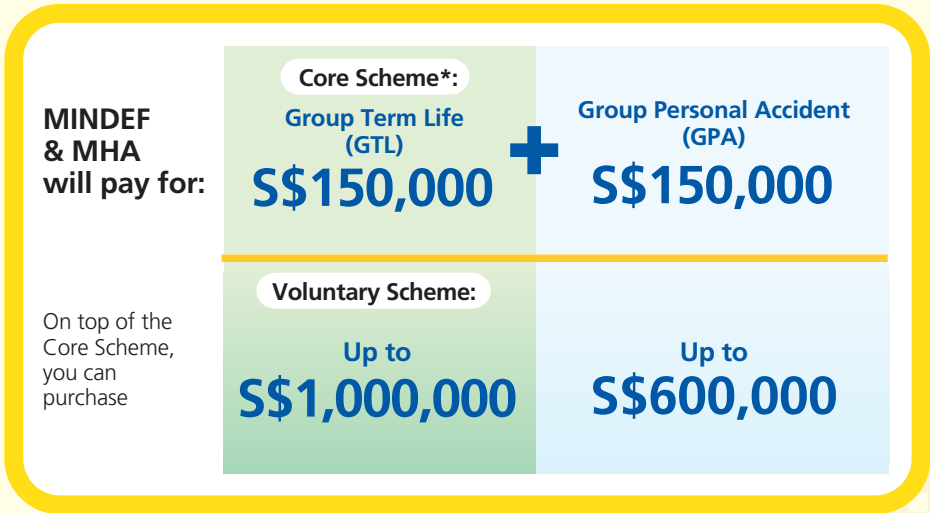 MINDEF
& MHA
will pay for:
Core Scheme*:
Group Term Life
(GTL)
S$150,000
+
Group Personal Accident
(GPA)
S$150,000
On top of the
Core Scheme,
you can
purchase
Voluntary Scheme:
Up to
S$1,000,000
Up to
S$600,000